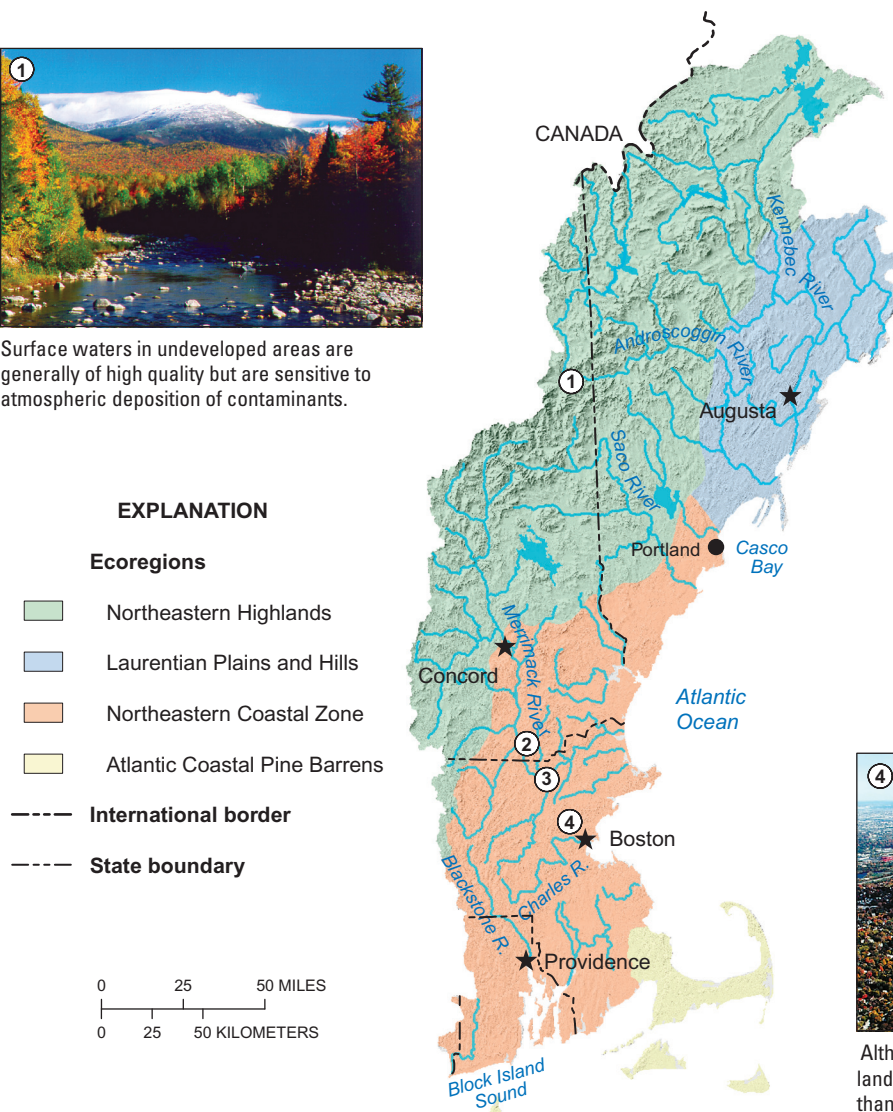 1
Surface waters in undeveloped areas are
generally of high quality but are sensitive to
atmospheric deposition of contaminants.
EXPLANATION
Ecoregions
Northeastern Highlands
Laurentian Plains and Hills
Northeastern Coastal Zone
Atlantic Coastal Pine Barrens
International border
State boundary
0 25 50 MILES
0 25 50 KILOMETERS
CANADA
Kennebec River
Androscoggin River
1
Augusta
Saco River
Portland
Casco
Bay
Merrimack River
Concord
Atlantic
Ocean
2
3
4
Boston
Charles R.
Blackstone R.
Providence
Block Island
Sound
4
Alth
land
than